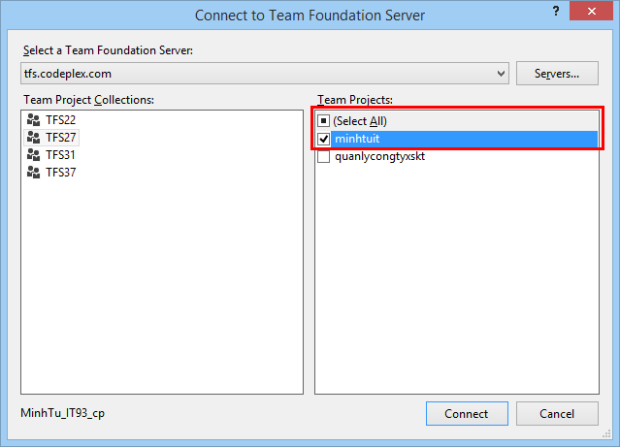 Connect to Team Foundation Server
?
Select a Team Foundation Server:
tfs.codeplex.com
Servers...
Team Project Collections:
TFS22
TFS27
TFS31
TFS37
Team Projects:
(Select All)
minhtuit
quanlycongtyxskt
MinhTu_IT93_cp
Connect
Cancel